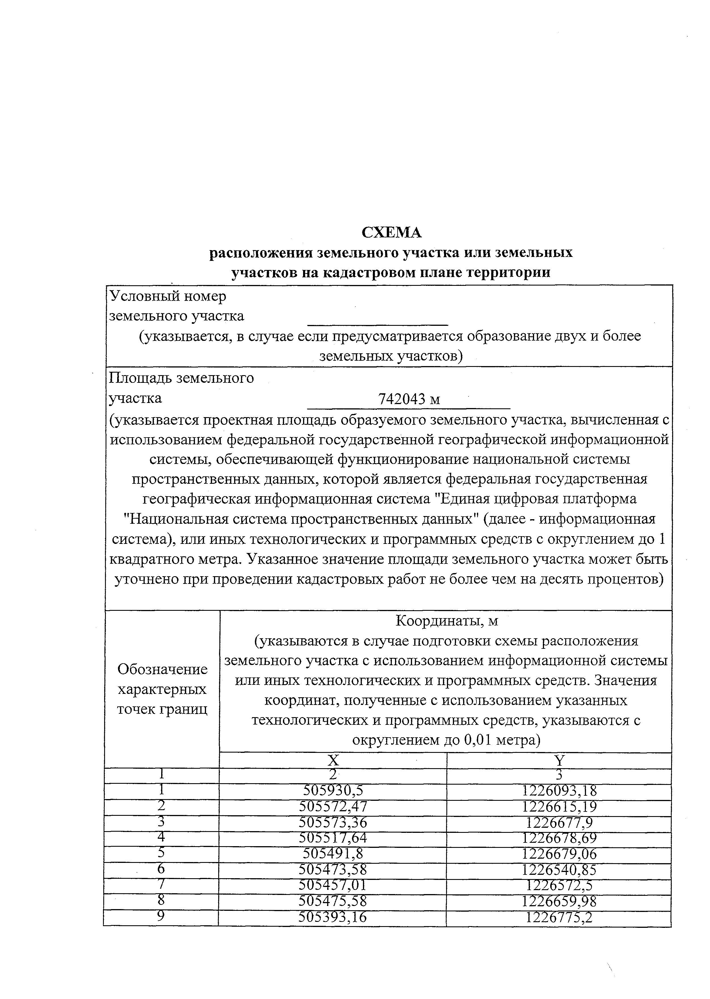 СХЕМА
расположения земельного участка или земельных
участков на кадастровом плане территории
Условный номер
земельного участка
(указывается, в случае если предусматривается образование двух и более
земельных участков)
Площадь земельного
участка 742043 м
(указывается проектная площадь образуемого земельного участка, вычисленная с
использованием федеральной государственной географической информационной
системы, обеспечивающей функционирование национальной системы
пространственных данных, которой является федеральная государственная
географическая информационная система "Единая цифровая платформа
"Национальная система пространственных данных" (далее - информационная
система), или иных технологических и программных средств с округлением до 1
квадратного метра. Указанное значение площади земельного участка может быть
уточнено при проведении кадастровых работ не более чем на десять процентов)
Обозначение
характерных
точек границ
Координаты, м
(указываются в случае подготовки схемы расположения
земельного участка с использованием информационной системы
или иных технологических и программных средств. Значения
координат, полученные с использованием указанных
технологических и программных средств, указываются с
округлением до 0,01 метра)
X Y
1 2 3
1 505930,5 1226093,18
2 505572,47 1226615,19
3 505573,36 1226677,9
4 505517,64 1226678,69
5 505491,8 1226679,06
6 505473,58 1226540,85
7 505457,01 1226572,5
8 505475,58 1226659,98
9 505393,16 1226775,2